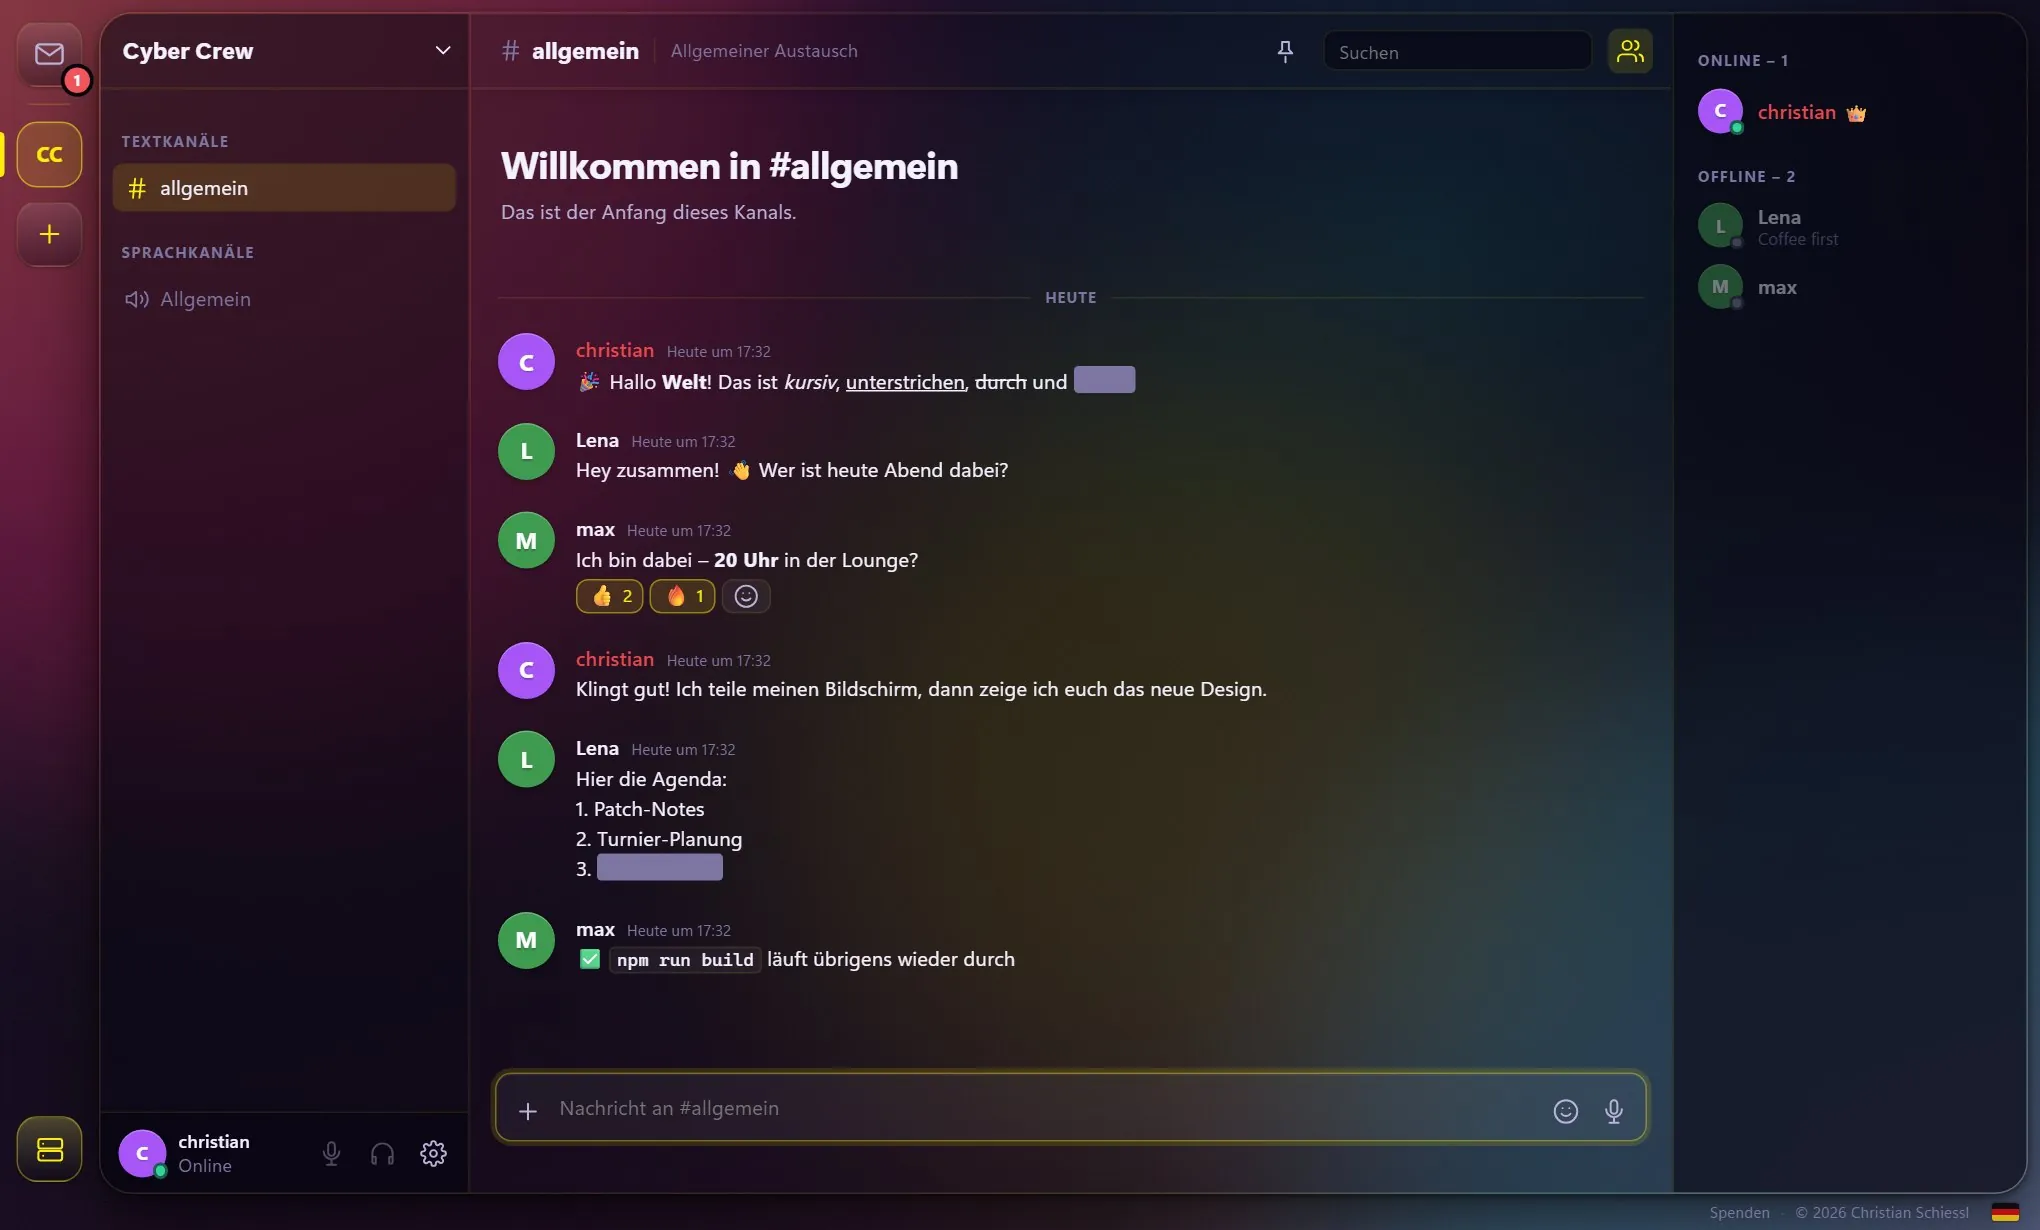 1
Cyber Crew
CC
TEXTKANÄLE
# allgemein
SPRACHKANÄLE
Allgemein
C
christian
Online
# allgemein
Allgemeiner Austausch
Suchen
Willkommen in #allgemein
Das ist der Anfang dieses Kanals.
HEUTE
C
christian Heute um 17:32
🎉 Hallo Welt! Das ist kursiv, unterstrichen, durch und
L
Lena Heute um 17:32
Hey zusammen! 👋 Wer ist heute Abend dabei?
M
max Heute um 17:32
Ich bin dabei – 20 Uhr in der Lounge?
👍 2 🔥 1
C
christian Heute um 17:32
Klingt gut! Ich teile meinen Bildschirm, dann zeige ich euch das neue Design.
L
Lena Heute um 17:32
Hier die Agenda:
1. Patch-Notes
2. Turnier-Planung
3.
M
max Heute um 17:32
✅ npm run build läuft übrigens wieder durch
Nachricht an #allgemein
ONLINE – 1
C
christian 👑
OFFLINE – 2
L
Lena
Coffee first
M
max
Spenden · © 2026 Christian Schiessl